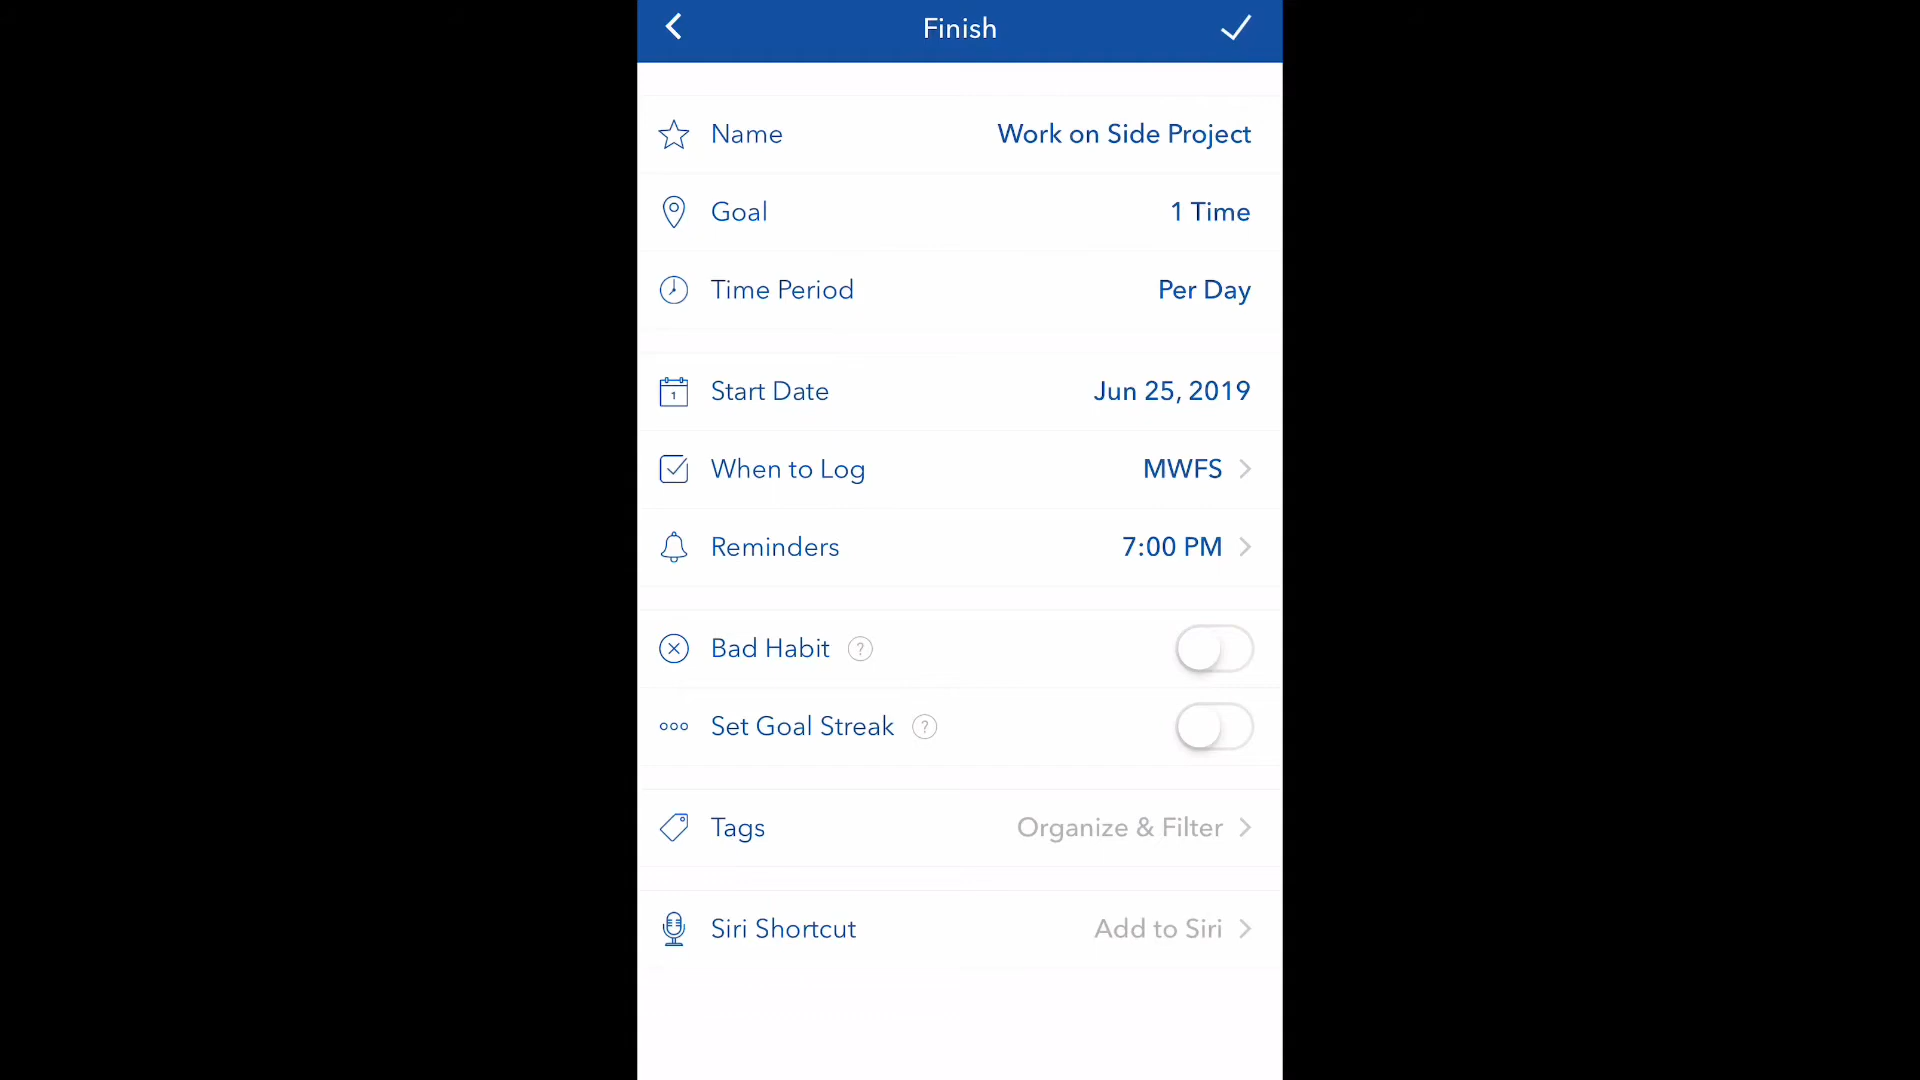 Finish
Name Work on Side Project
Goal 1 Time
Time Period Per Day
Start Date Jun 25, 2019
When to Log MWFS
Reminders 7:00 PM
Bad Habit ?
Set Goal Streak ?
Tags Organize & Filter
Siri Shortcut Add to Siri